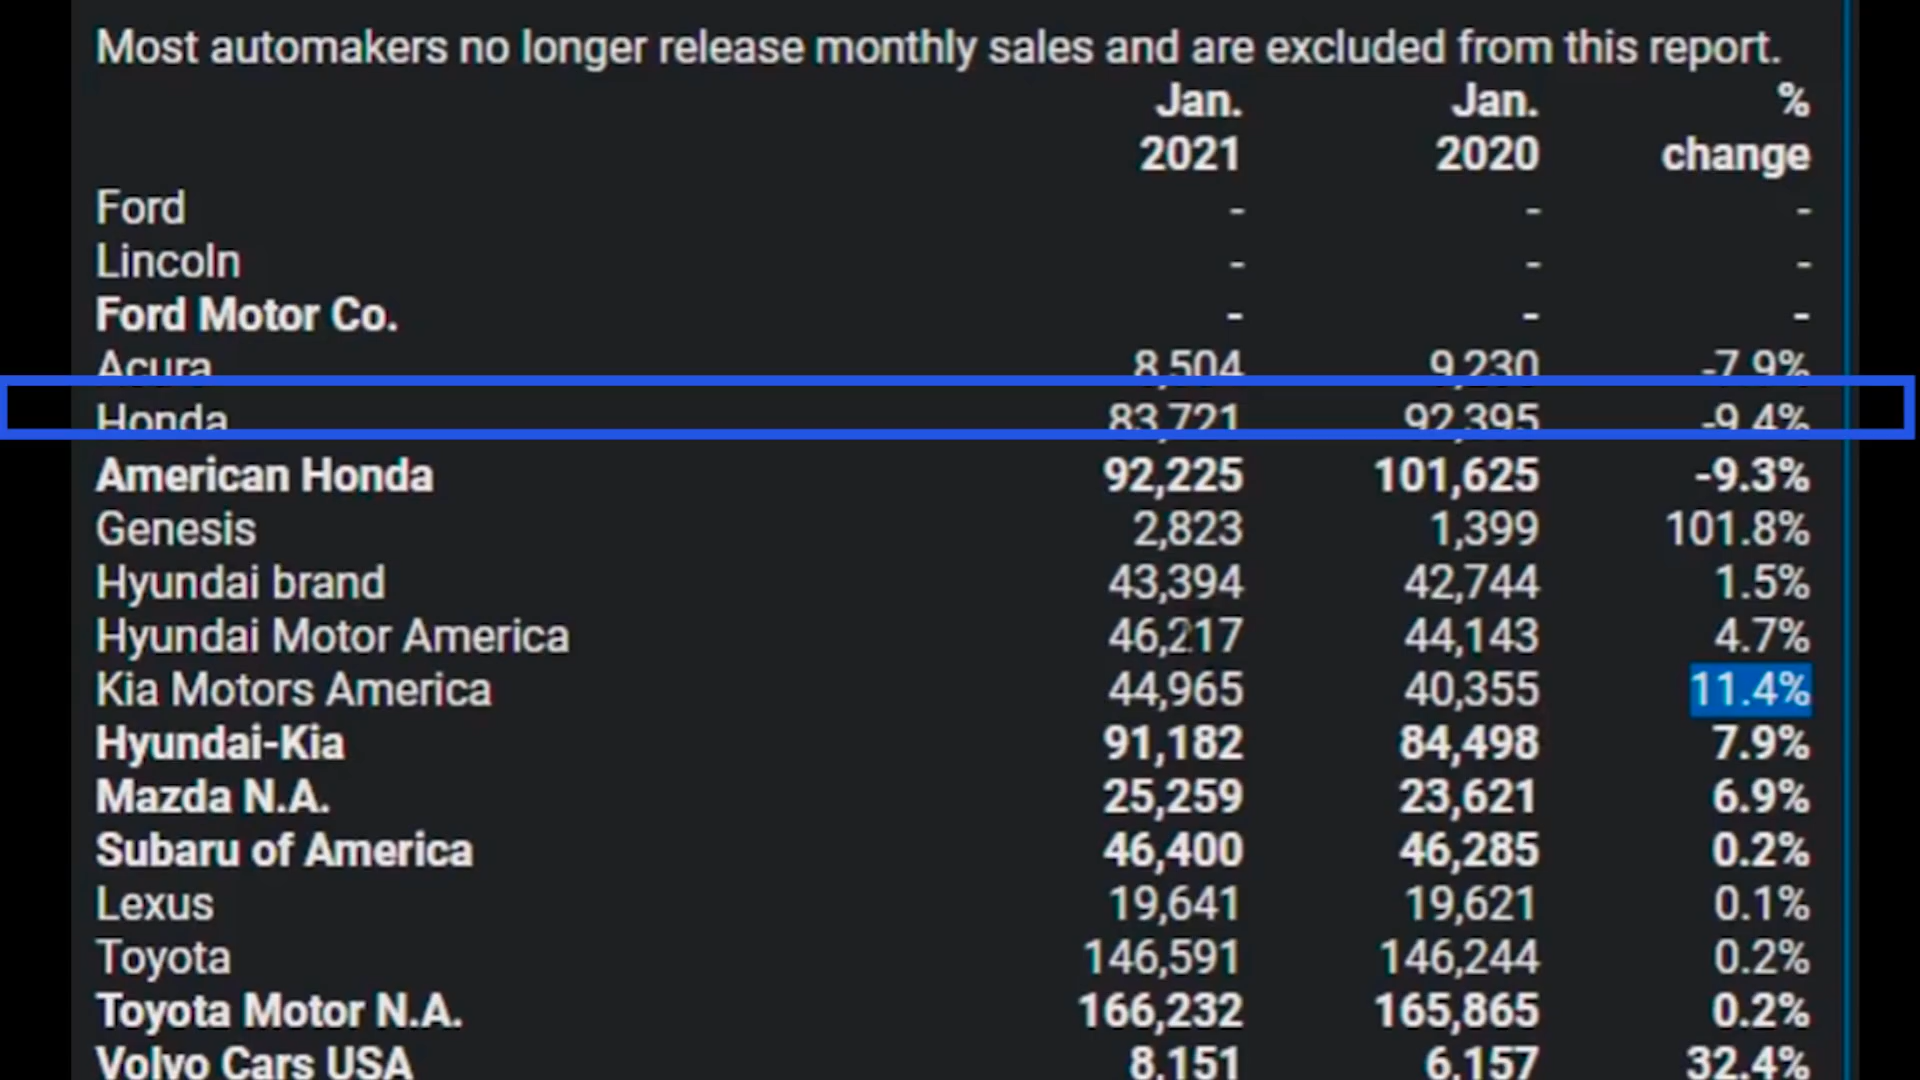 Most automakers no longer release monthly sales and are excluded from this report.
Jan. Jan. %
2021 2020 change
Ford - - -
Lincoln - - -
Ford Motor Co. - - -
Acura 8,504 9,230 -7.9%
Honda 83,721 92,395 -9.4%
American Honda 92,225 101,625 -9.3%
Genesis 2,823 1,399 101.8%
Hyundai brand 43,394 42,744 1.5%
Hyundai Motor America 46,217 44,143 4.7%
Kia Motors America 44,965 40,355 11.4%
Hyundai-Kia 91,182 84,498 7.9%
Mazda N.A. 25,259 23,621 6.9%
Subaru of America 46,400 46,285 0.2%
Lexus 19,641 19,621 0.1%
Toyota 146,591 146,244 0.2%
Toyota Motor N.A. 166,232 165,865 0.2%
Volvo Cars USA 8,151 6,157 32.4%